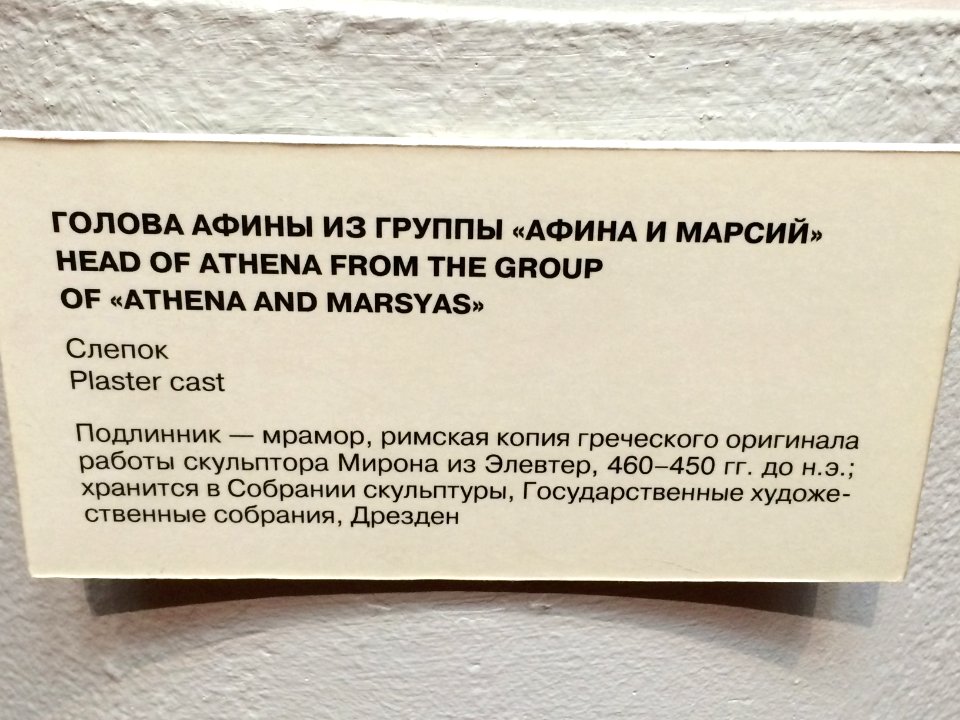 ГОЛОВА АФИНЫ ИЗ ГРУППЫ «АФИНА И МАРСИЙ»
HEAD OF ATHENA FROM THE GROUP
OF «ATHENA AND MARSYAS»
Слепок
Plaster cast
Подлинник — мрамор, римская копия греческого оригинала
работы скульптора Мирона из Элевтер, 460–450 гг. до н.э.;
хранится в Собрании скульптуры, Государственные художе-
ственные собрания, Дрезден